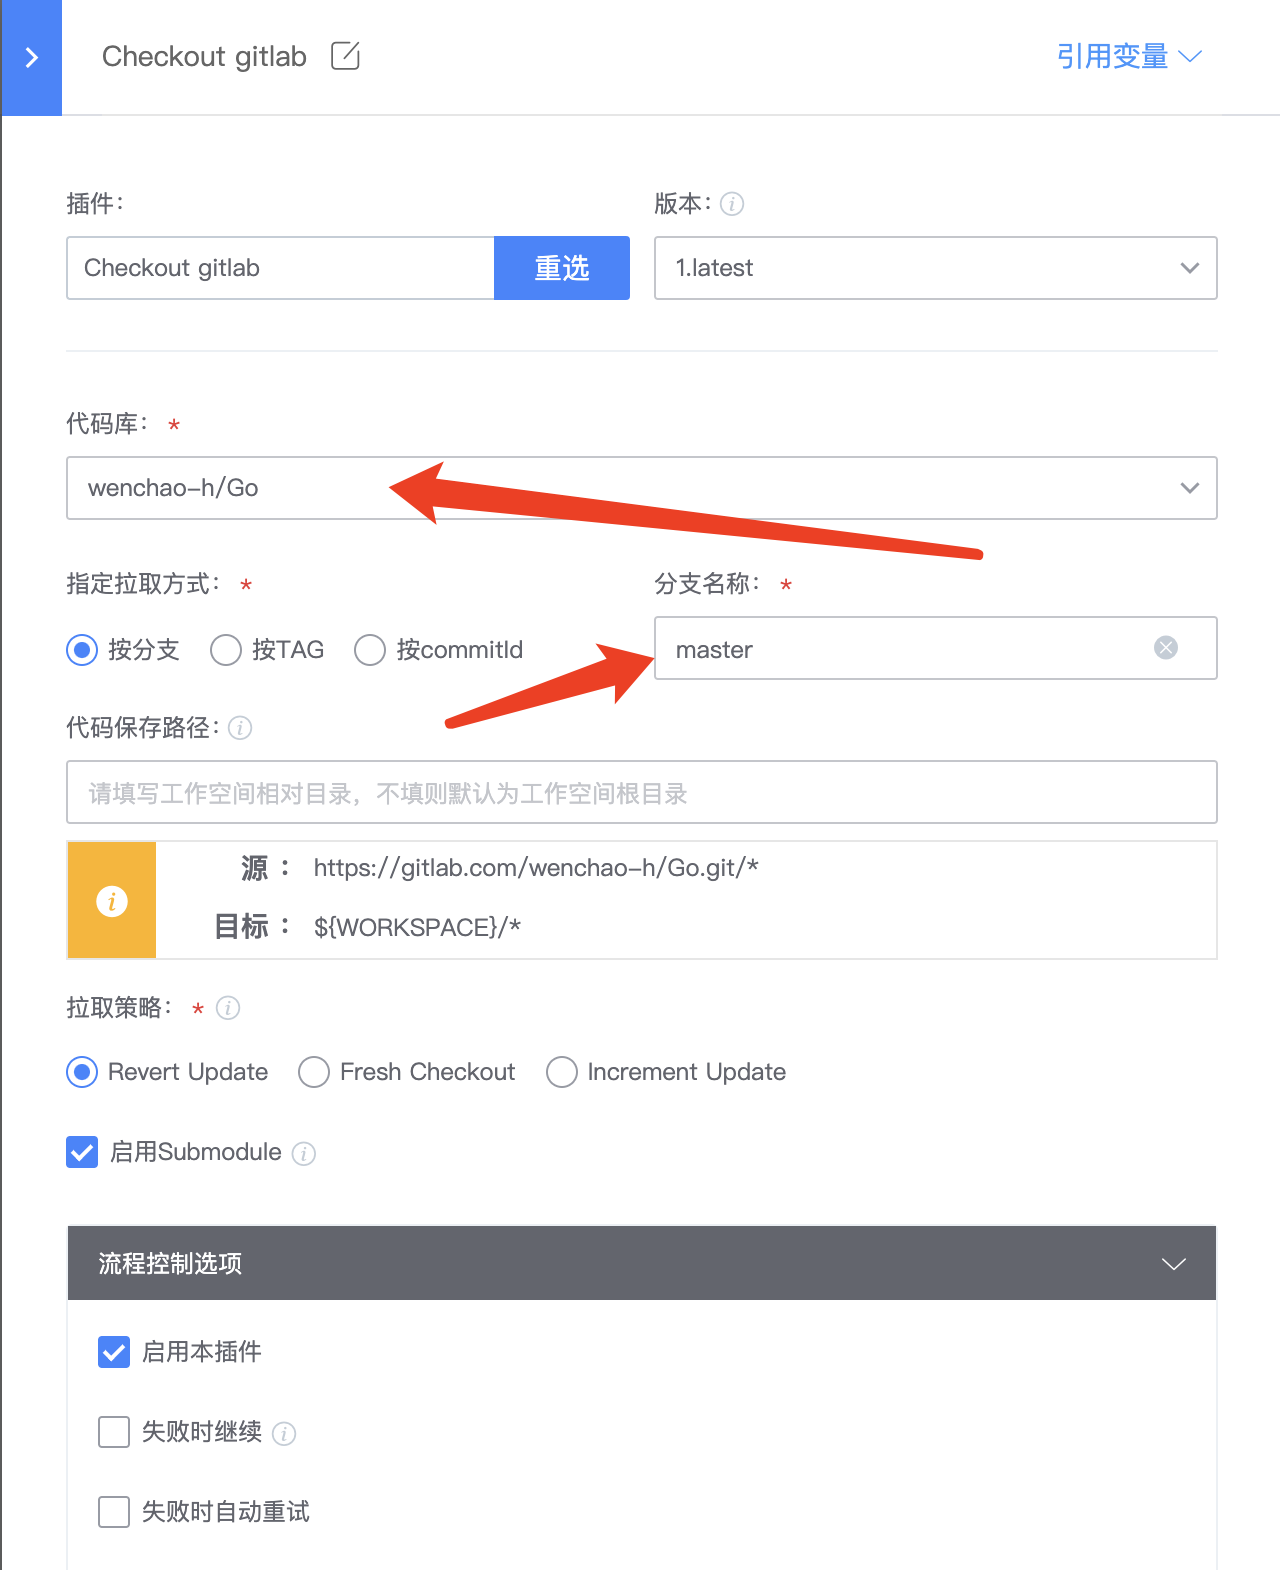 Checkout gitlab
引用变量
插件：
版本：
Checkout gitlab
重选
1.latest
代码库： *
wenchao-h/Go
指定拉取方式： *
分支名称： *
按分支
按TAG
按commitId
master
代码保存路径：
请填写工作空间相对目录，不填则默认为工作空间根目录
源 ： https://gitlab.com/wenchao-h/Go.git/*
目标 ： ${WORKSPACE}/*
拉取策略： *
Revert Update
Fresh Checkout
Increment Update
启用Submodule
流程控制选项
启用本插件
失败时继续
失败时自动重试